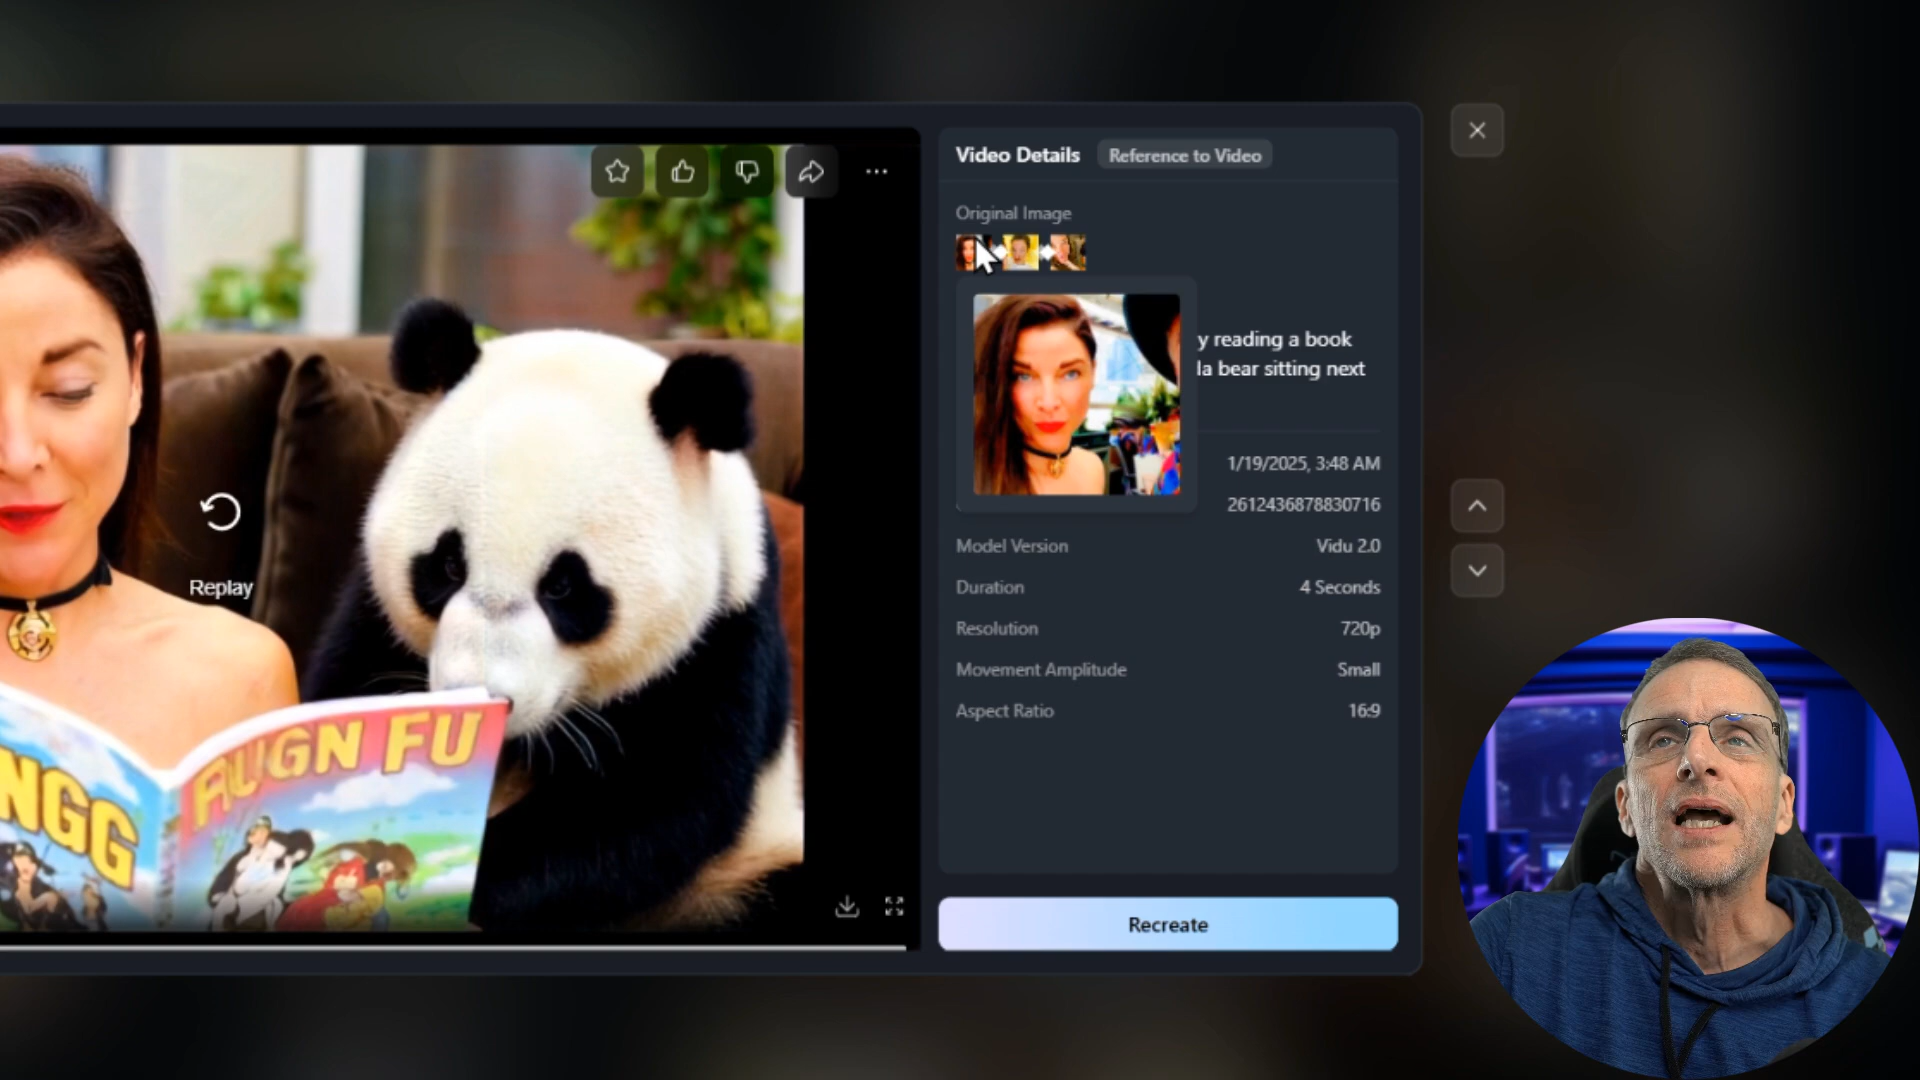 Video Details
Reference to Video
Original Image
y reading a book
la bear sitting next
1/19/2025, 3:48 AM
2612436878830716
Model Version
Vidu 2.0
Duration
4 Seconds
Resolution
720p
Movement Amplitude
Small
Aspect Ratio
16:9
Recreate
Replay
NGG
FU